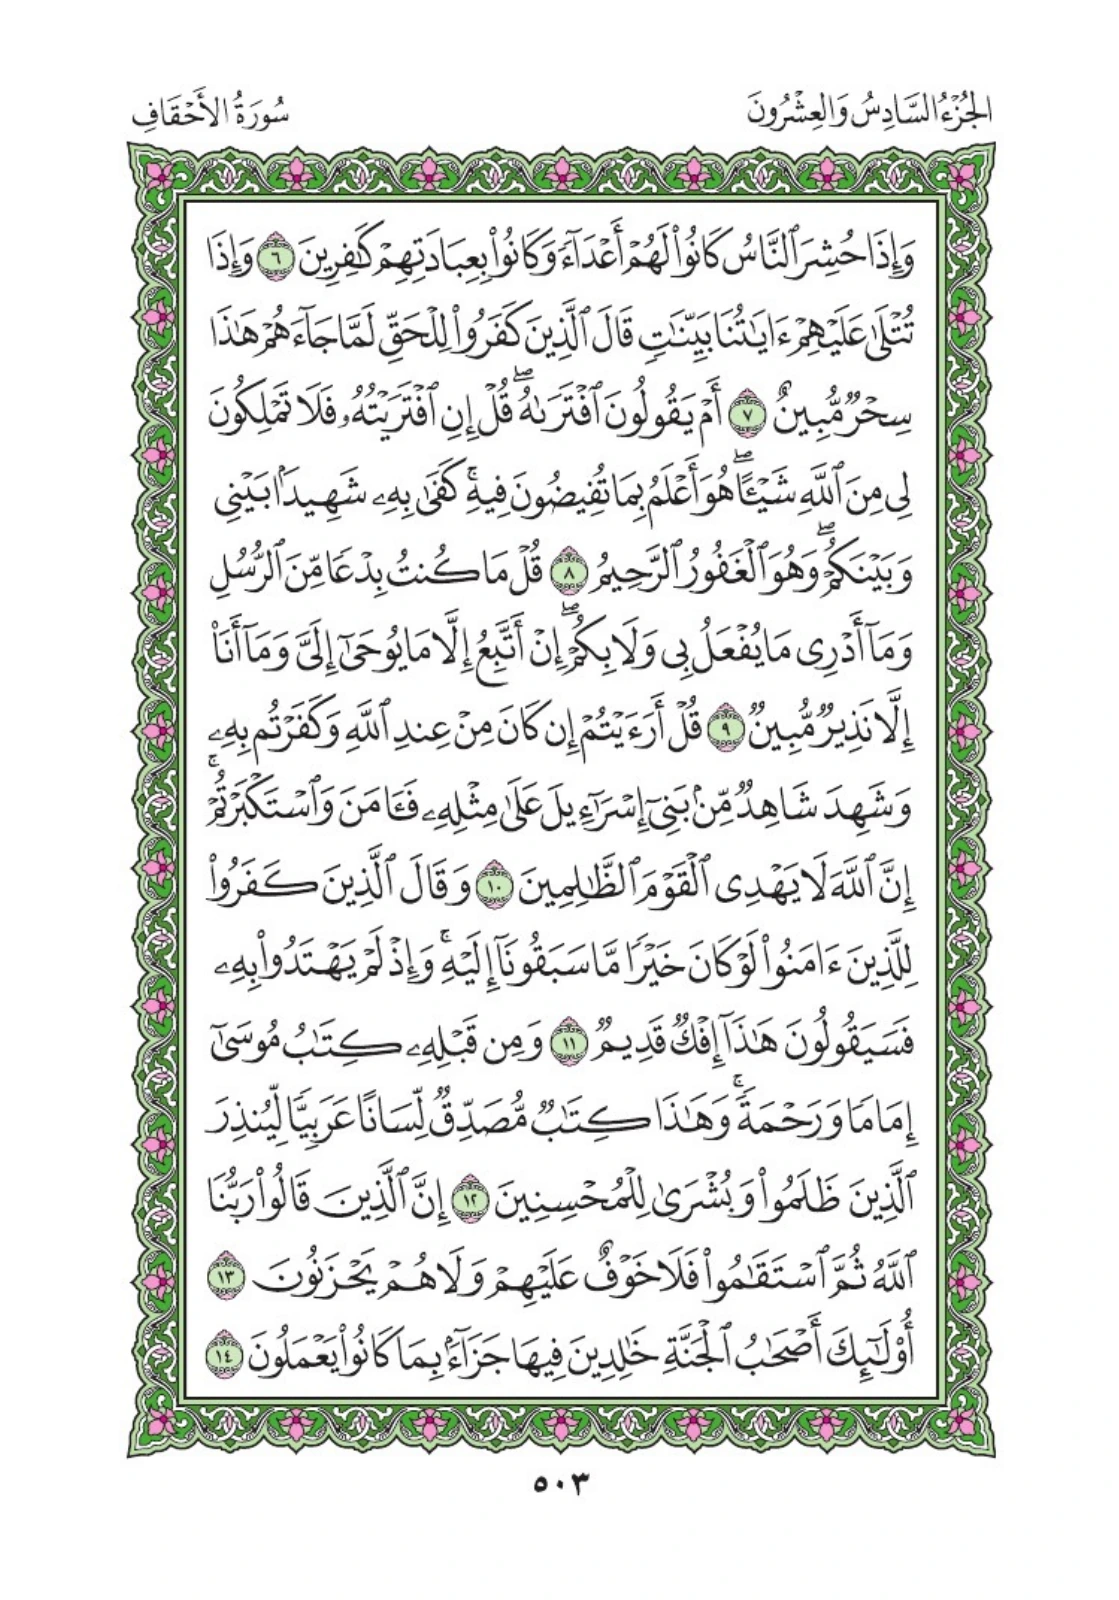 الجُزْءُ السَّادِسُ وَالعِشْرُونَ
سُورَةُ الأَحْقَافِ
وَإِذَا حُشِرَ ٱلنَّاسُ كَانُوا۟ لَهُمْ أَعْدَآءً وَكَانُوا۟ بِعِبَادَتِهِمْ كَـٰفِرِينَ ٦ وَإِذَا
تُتْلَىٰ عَلَيْهِمْ ءَايَـٰتُنَا بَيِّنَـٰتٍ قَالَ ٱلَّذِينَ كَفَرُوا۟ لِلْحَقِّ لَمَّا جَآءَهُمْ هَـٰذَا
سِحْرٌ مُّبِينٌ ٧ أَمْ يَقُولُونَ ٱفْتَرَىٰهُ ۖ قُلْ إِنِ ٱفْتَرَيْتُهُۥ فَلَا تَمْلِكُونَ
لِى مِنَ ٱللَّهِ شَيْـًٔا ۖ هُوَ أَعْلَمُ بِمَا تُفِيضُونَ فِيهِ ۚ كَفَىٰ بِهِۦ شَهِيدًۢا بَيْنِى
وَبَيْنَكُمْ ۖ وَهُوَ ٱلْغَفُورُ ٱلرَّحِيمُ ٨ قُلْ مَا كُنتُ بِدْعًا مِّنَ ٱلرُّسُلِ
وَمَآ أَدْرِى مَا يُفْعَلُ بِى وَلَا بِكُمْ ۖ إِنْ أَتَّبِعُ إِلَّا مَا يُوحَىٰٓ إِلَىَّ وَمَآ أَنَا۠
إِلَّا نَذِيرٌ مُّبِينٌ ٩ قُلْ أَرَءَيْتُمْ إِن كَانَ مِنْ عِندِ ٱللَّهِ وَكَفَرْتُم بِهِۦ
وَشَهِدَ شَاهِدٌ مِّنۢ بَنِىٓ إِسْرَٰٓءِيلَ عَلَىٰ مِثْلِهِۦ فَـَٔامَنَ وَٱسْتَكْبَرْتُمْ ۖ
إِنَّ ٱللَّهَ لَا يَهْدِى ٱلْقَوْمَ ٱلظَّـٰلِمِينَ ١٠ وَقَالَ ٱلَّذِينَ كَفَرُوا۟
لِلَّذِينَ ءَامَنُوا۟ لَوْ كَانَ خَيْرًا مَّا سَبَقُونَآ إِلَيْهِ ۚ وَإِذْ لَمْ يَهْتَدُوا۟ بِهِۦ
فَسَيَقُولُونَ هَـٰذَآ إِفْكٌ قَدِيمٌ ١١ وَمِن قَبْلِهِۦ كِتَـٰبُ مُوسَىٰٓ
إِمَامًا وَرَحْمَةً ۚ وَهَـٰذَا كِتَـٰبٌ مُّصَدِّقٌ لِّسَانًا عَرَبِيًّا لِّيُنذِرَ
ٱلَّذِينَ ظَلَمُوا۟ وَبُشْرَىٰ لِلْمُحْسِنِينَ ١٢ إِنَّ ٱلَّذِينَ قَالُوا۟ رَبُّنَا
ٱللَّهُ ثُمَّ ٱسْتَقَـٰمُوا۟ فَلَا خَوْفٌ عَلَيْهِمْ وَلَا هُمْ يَحْزَنُونَ ١٣
أُو۟لَـٰٓئِكَ أَصْحَـٰبُ ٱلْجَنَّةِ خَـٰلِدِينَ فِيهَا جَزَآءًۢ بِمَا كَانُوا۟ يَعْمَلُونَ ١٤
٥٠٣